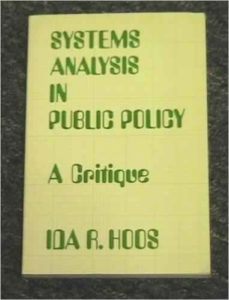 SYSTEMS
ANALYSIS
IN
PUBLIC POLICY
A Critique
IDA R. HOOS